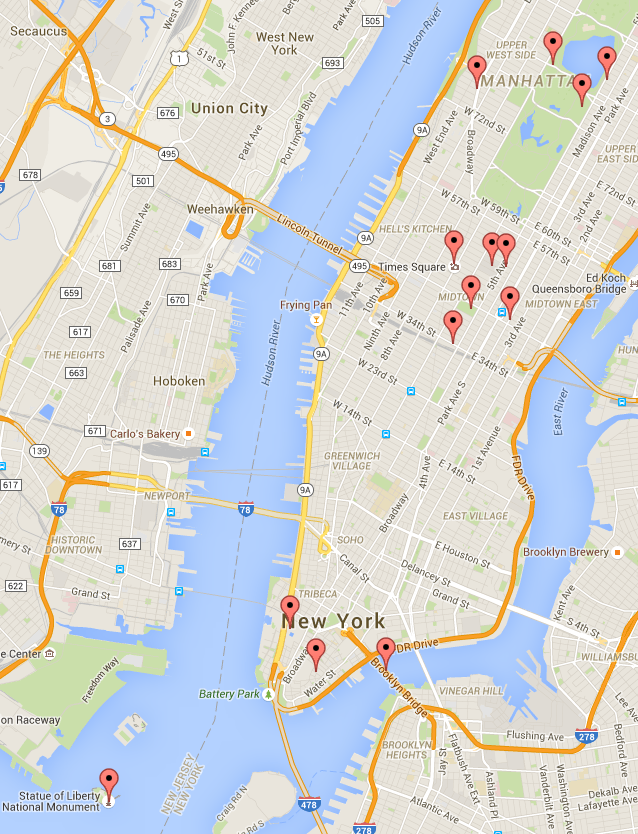 Secaucus
West St
John F. Kennedy
51st St
West New
York
Park Ave
505
Hudson River
UPPER
WEST SIDE
MANHATTA
693
1
Union City
676
3
Port Imperial Blvd
Park Ave
9A
W 72nd St
Madison Ave
Park Ave
495
West End Ave
Broadway
UPPER
EAST SIDE
678
501
Weehawken
Summit Ave
Lincoln Tunnel
W 57th St
W 59th St
E 72nd St
HELL'S KITCHEN
E 60th St
E 57th St
3rd Ave
2nd Ave
9A
495
Times Square
5th Ave
681
683
Park Ave
659
670
Palisade Ave
Ed Koch
Queensboro Bridge
11th Ave
10th Ave
MIDTOWN
MIDTOWN EAST
Frying Pan
617
THE HEIGHTS
W 34th St
Ninth Ave
8th Ave
3rd Ave
9A
E 34th St
663
Hudson River
Hoboken
W 23rd St
Park Ave S
HUN
East River
W 14th St
671
Carlo's Bakery
139
617
GREENWICH
VILLAGE
1st Avenue
E 14th St
4th Ave
FDR Drive
NEWPORT
9A
78
78
Broadway
EAST VILLAGE
HISTORIC
DOWNTOWN
637
SOHO
E Houston St
Brooklyn Brewery
Canal St
Delancey St
622
Grand St
TRIBECA
Grand St
Kent Ave
New York
S 4th St
FDR Drive
WILLIAMSBU
e Center
Broadway
Water St
Brooklyn Bridge
Freedom Way
Battery Park
VINEGAR HILL
on Raceway
Flushing Ave
278
BROOKLYN
HEIGHTS
Jay St
Flatbush Ave Ext
Ashland Pl
Vanderbilt Ave
Washington Ave
Bedford Ave
Lee Ave
Statue of Liberty
National Monument
NEW JERSEY
NEW YORK
Craig Rd N
Craig Rd S
478
278
Atlantic Ave
Dekalb Ave
Lafayette Ave